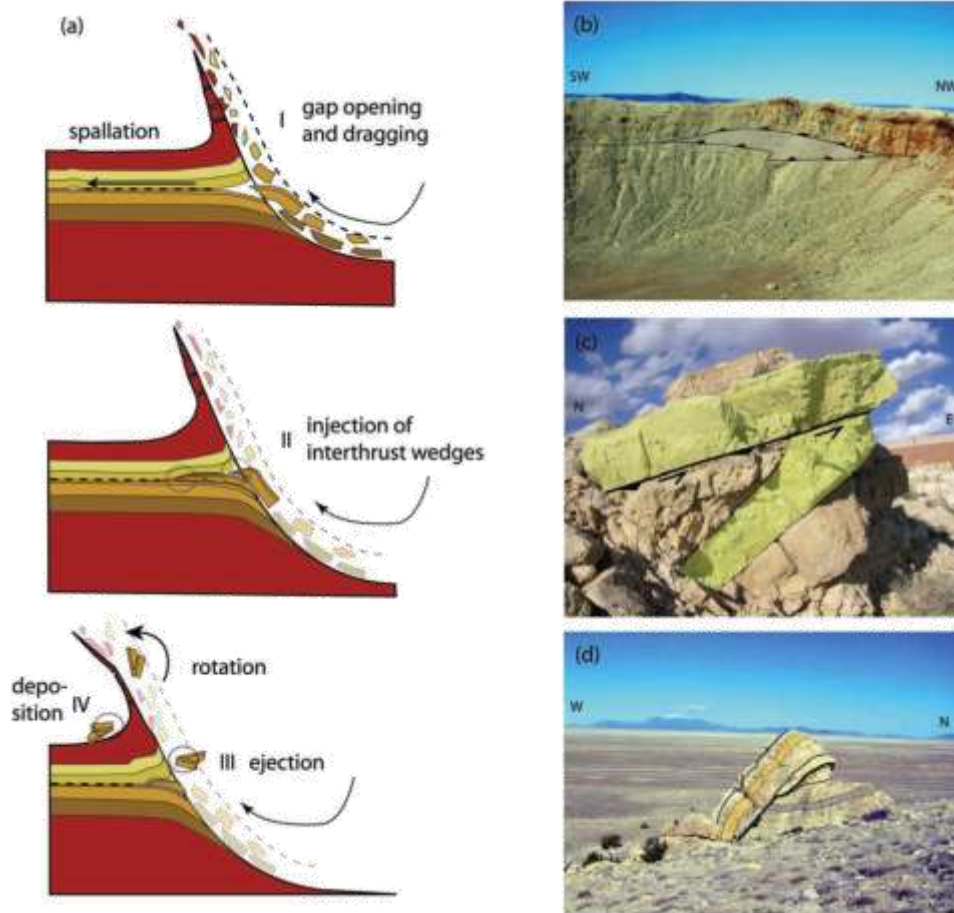 (a)
I gap opening
and dragging
spallation
II injection of
interthrust wedges
rotation
depo-
sition IV
III ejection
(b)
SW
NW
(c)
N
E
(d)
W
N